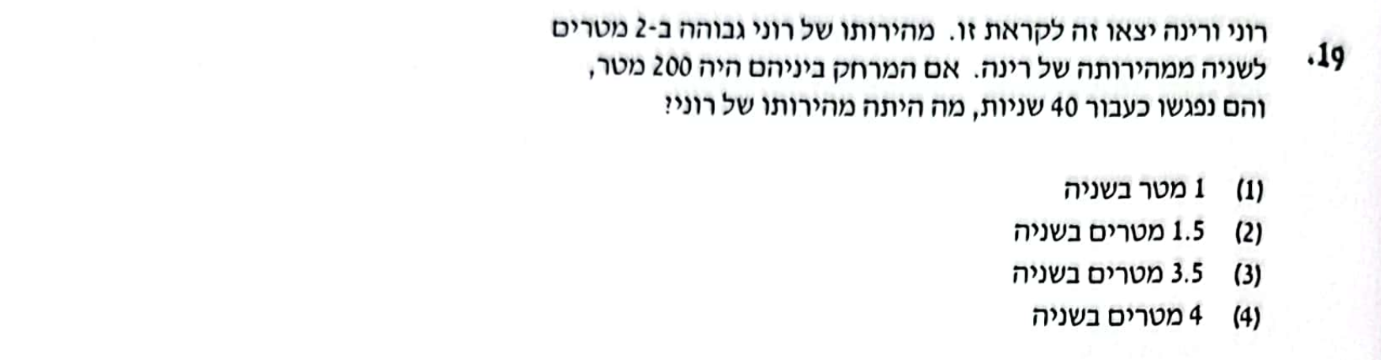 19. רוני ורינה יצאו זה לקראת זו. מהירותו של רוני גבוהה ב-2 מטרים
לשניה ממהירותה של רינה. אם המרחק ביניהם היה 200 מטר,
והם נפגשו כעבור 40 שניות, מה היתה מהירותו של רוני?
(1) 1 מטר בשניה
(2) 1.5 מטרים בשניה
(3) 3.5 מטרים בשניה
(4) 4 מטרים בשניה